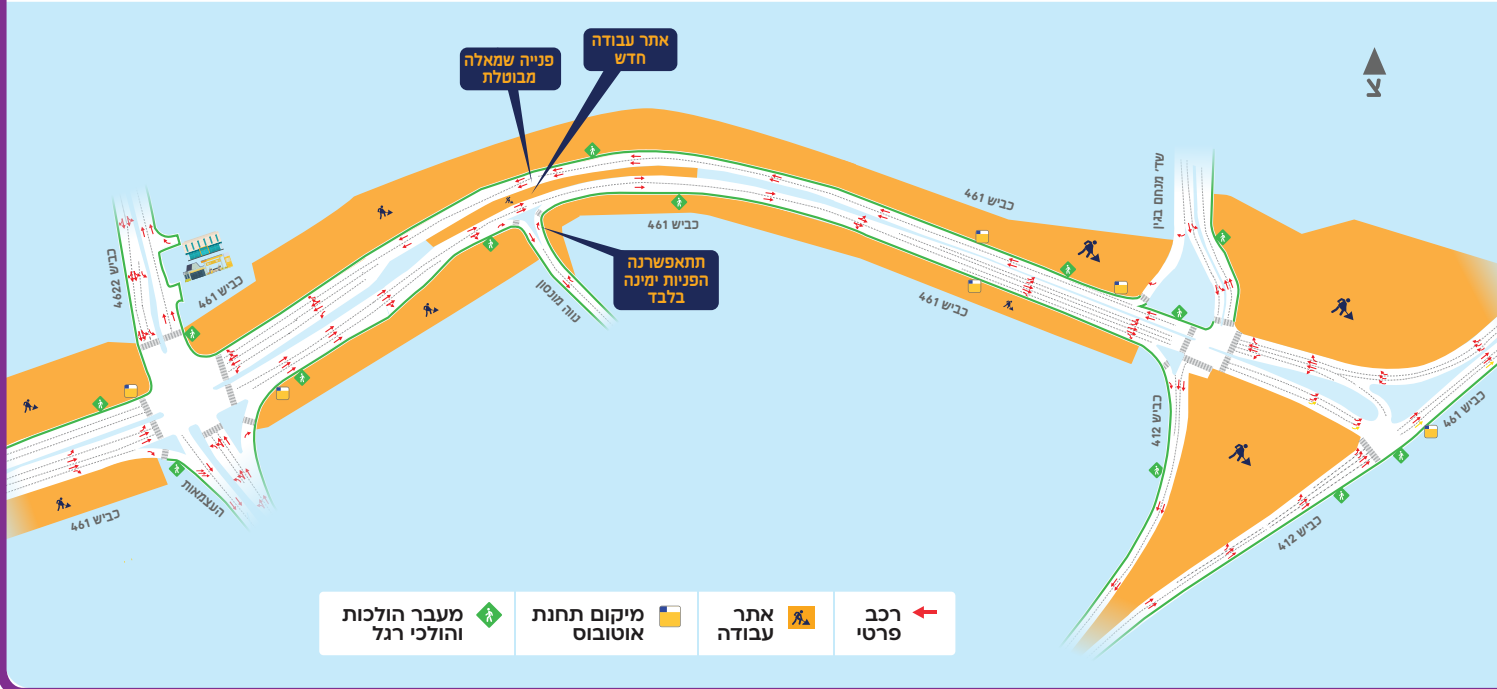 אתר עבודה
חדש
פנייה שמאלה
מבוטלת
צ
שד' מנחם בגין
כביש 461
כביש 461
תתאפשרנה
הפניות ימינה
בלבד
נווה מונסון
כביש 461
כביש 4622
כביש 461
כביש 461
כביש 412
העצמאות
כביש 461
כביש 412
רכב
פרטי
אתר
עבודה
מיקום תחנת
אוטובוס
מעבר הולכות
והולכי רגל